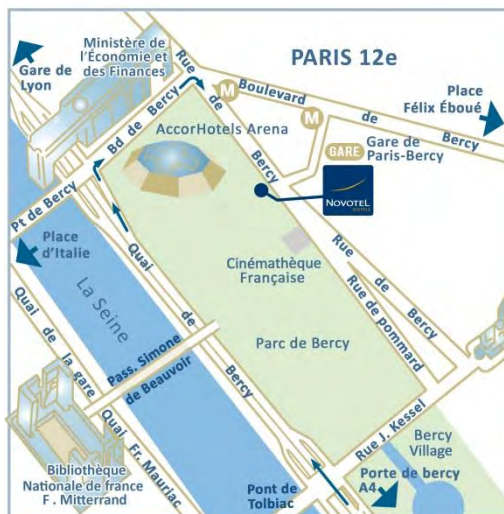 Ministère de
l'Économie et
des Finances
PARIS 12e
Gare de
Lyon
Rue de Bercy
Boulevard de Bercy
M
M
Place
Félix Éboué
Bd de Bercy
AccorHotels Arena
GARE
Gare de
Paris-Bercy
NOVOTEL
HOTELS
Pt de Bercy
Place
d'Italie
Quai de Bercy
La Seine
Cinémathèque
Française
Rue de Bercy
Rue de pommard
Quai de la gare
Pass. Simone
de Beauvoir
Parc de Bercy
Quai Fr. Mauriac
Rue J. Kessel
Bercy
Village
Bibliothèque
Nationale de france
F . Mitterrand
Pont de
Tolbiac
Porte de bercy
A4